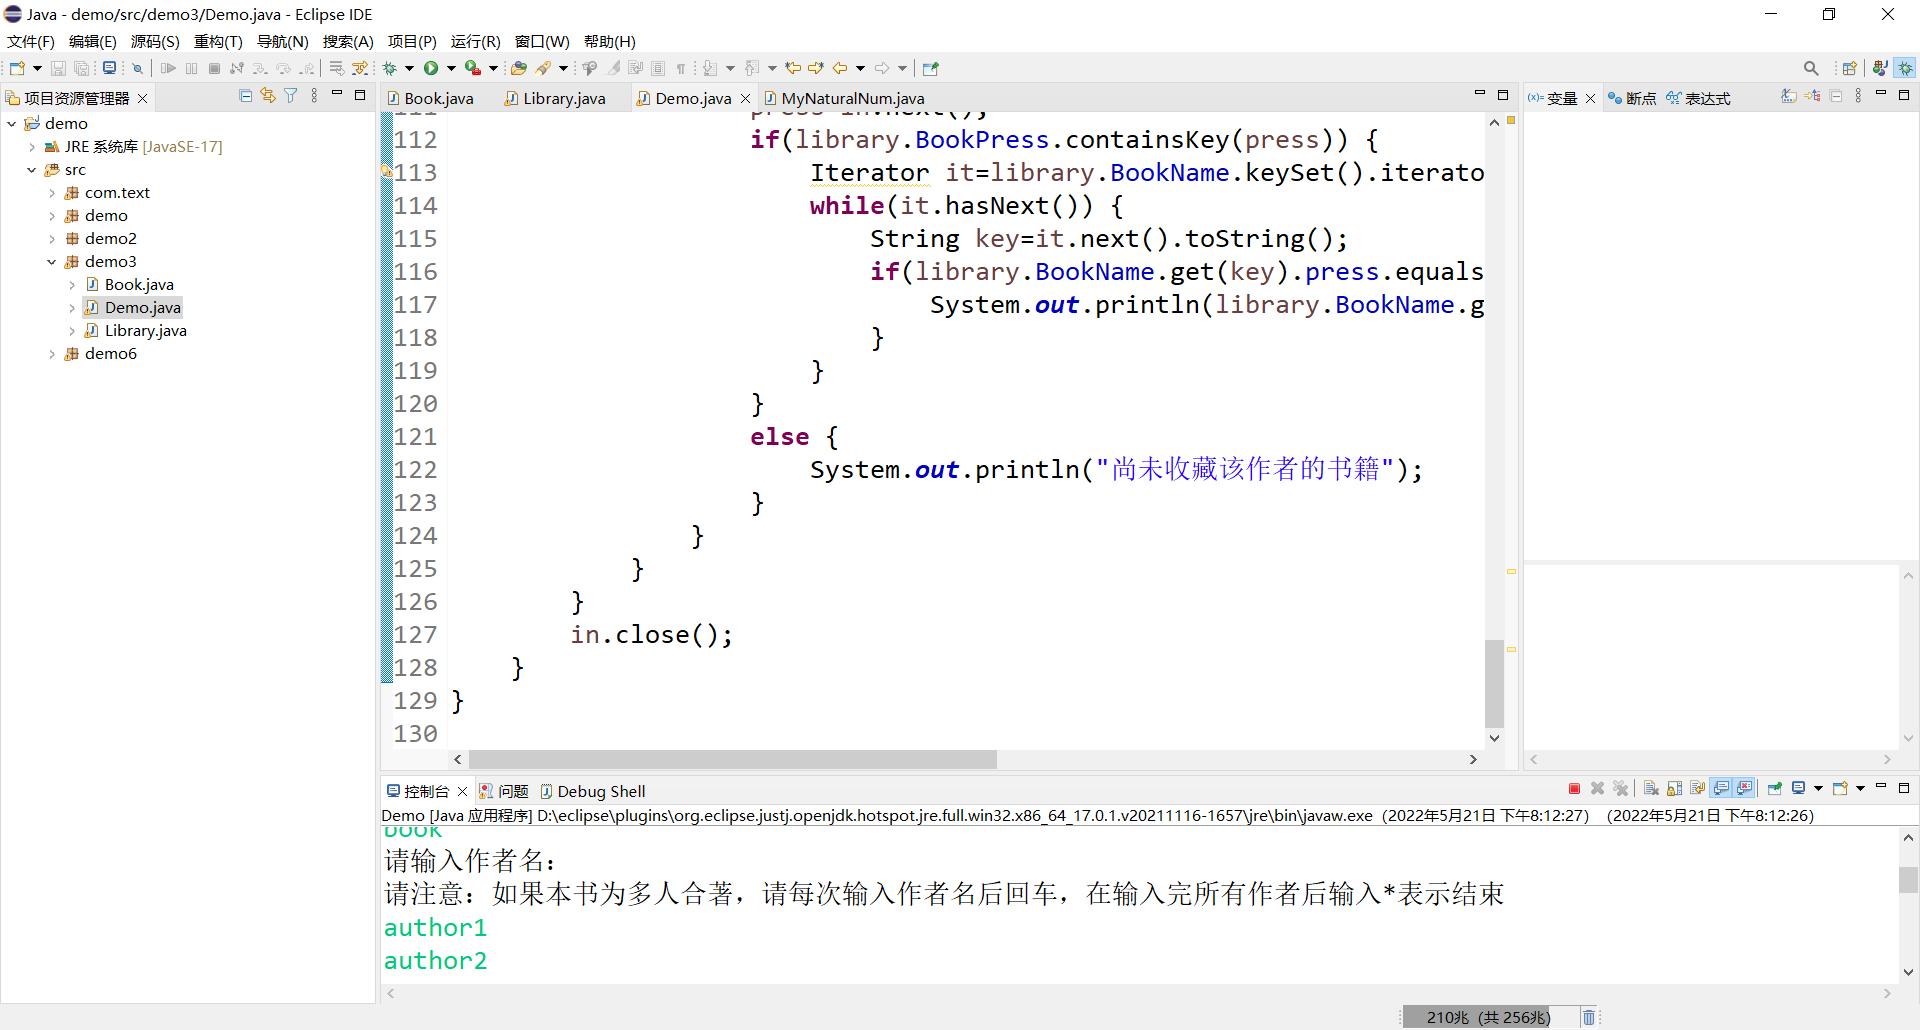 Java - demo/src/demo3/Demo.java - Eclipse IDE
文件(F) 编辑(E) 源码(S) 重构(T) 导航(N) 搜索(A) 项目(P) 运行(R) 窗口(W) 帮助(H)
项目资源管理器
demo
JRE 系统库 [JavaSE-17]
src
com.text
demo
demo2
demo3
Book.java
Demo.java
Library.java
demo6
Book.java Library.java Demo.java MyNaturalNum.java
111 press=in.next();
112 if(library.BookPress.containsKey(press)) {
113 Iterator it=library.BookName.keySet().iterato
114 while(it.hasNext()) {
115 String key=it.next().toString();
116 if(library.BookName.get(key).press.equals
117 System.out.println(library.BookName.g
118 }
119 }
120 }
121 else {
122 System.out.println("尚未收藏该作者的书籍");
123 }
124 }
125 }
126 }
127 in.close();
128 }
129 }
130
(x)= 变量 断点 表达式
控制台 问题 Debug Shell
Demo [Java 应用程序] D:\eclipse\plugins\org.eclipse.justj.openjdk.hotspot.jre.full.win32.x86_64_17.0.1.v20211116-1657\jre\bin\javaw.exe (2022年5月21日 下午8:12:27) (2022年5月21日 下午8:12:26)
book
请输入作者名：
请注意：如果本书为多人合著，请每次输入作者名后回车，在输入完所有作者后输入*表示结束
author1
author2
210兆 (共 256兆)